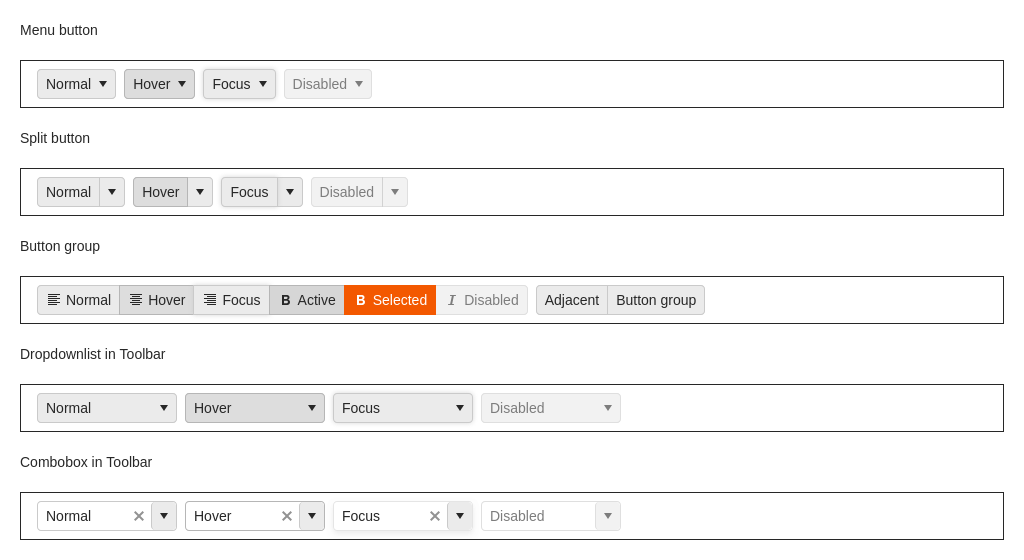 Menu button
Normal Hover Focus Disabled
Split button
Normal Hover Focus Disabled
Button group
Normal Hover Focus B Active B Selected I Disabled Adjacent Button group
Dropdownlist in Toolbar
Normal Hover Focus Disabled
Combobox in Toolbar
Normal Hover Focus Disabled